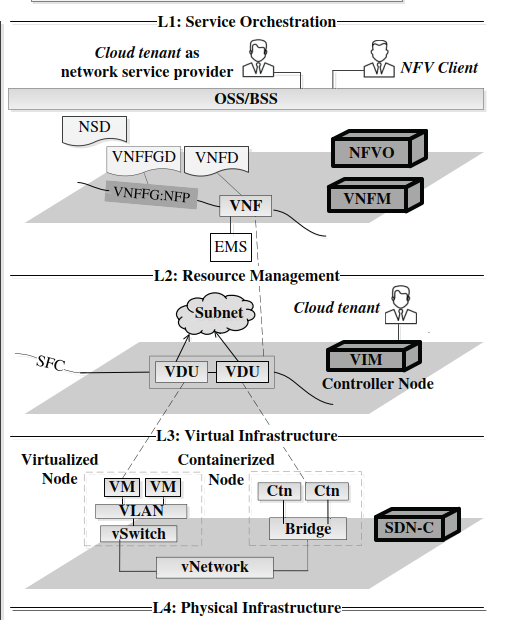 L1: Service Orchestration
Cloud tenant as
network service provider
NFV Client
OSS/BSS
NSD
VNFFGD
VNFD
NFVO
VNFFG:NFP
VNF
VNFM
EMS
L2: Resource Management
Subnet
Cloud tenant
SFC
VDU
VDU
VIM
Controller Node
L3: Virtual Infrastructure
Virtualized
Node
Containerized
Node
VM
VM
Ctn
Ctn
VLAN
vSwitch
Bridge
SDN-C
vNetwork
L4: Physical Infrastructure